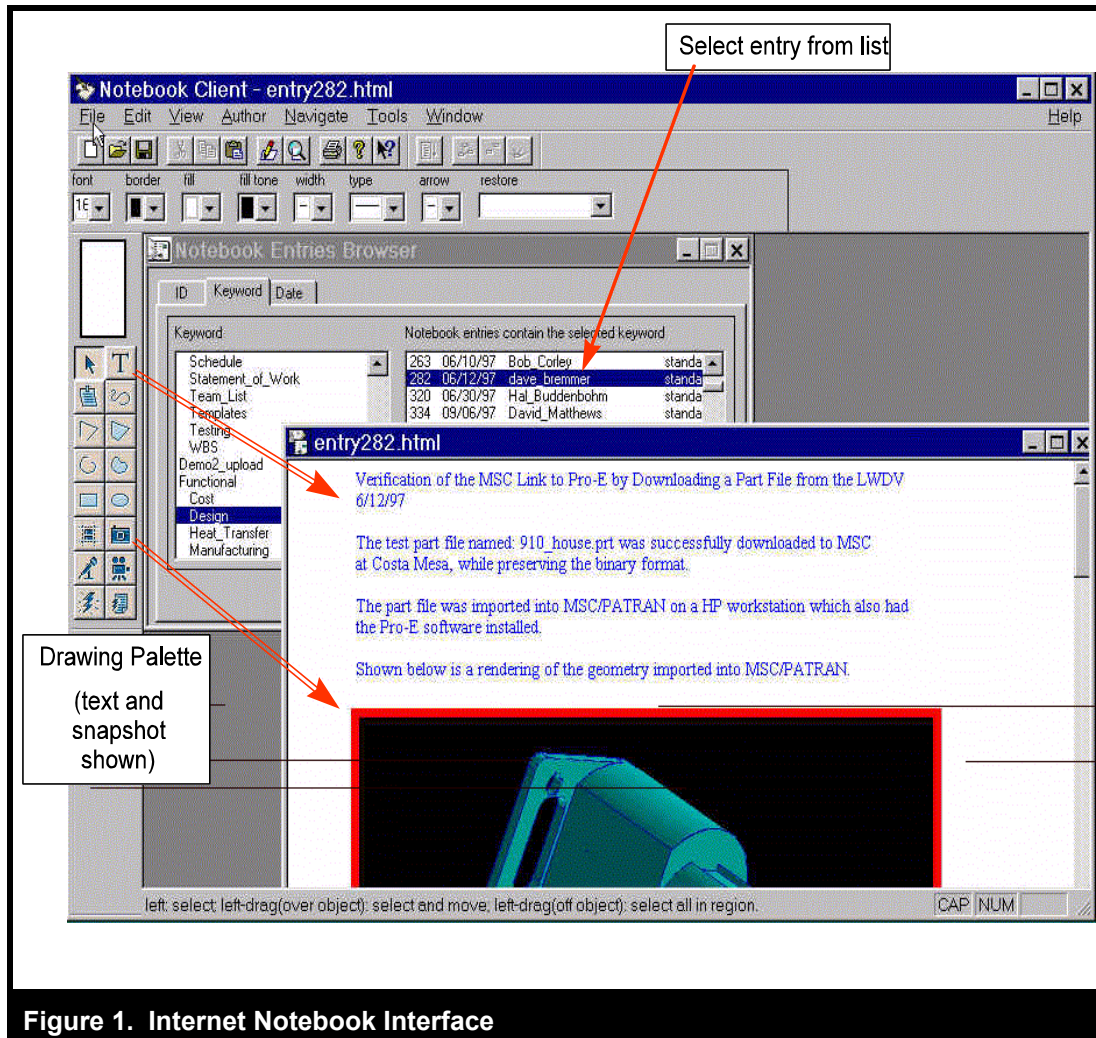 Select entry from list
Notebook Client - entry282.html
File Edit View Author Navigate Tools Window Help
font border fill fill tone width type arrow restore
Notebook Entries Browser
ID Keyword Date
Keyword
Notebook entries contain the selected keyword
Schedule
Statement_of_Work
Team_List
Templates
Testing
WBS
Demo2_upload
Functional
Cost
Design
Heat_Transfer
Manufacturing
263 06/10/97 Bob_Corley standa
282 06/12/97 dave_bremmer standa
320 06/30/97 Hal_Buddenbohm standa
334 09/06/97 David_Matthews standa
entry282.html
Verification of the MSC Link to Pro-E by Downloading a Part File from the LWDV
6/12/97
The test part file named: 910_house.prt was successfully downloaded to MSC
at Costa Mesa, while preserving the binary format.
The part file was imported into MSC/PATRAN on a HP workstation which also had
the Pro-E software installed.
Shown below is a rendering of the geometry imported into MSC/PATRAN.
Drawing Palette
(text and
snapshot
shown)
left: select; left-drag(over object): select and move; left-drag(off object): select all in region.
CAP NUM
Figure 1. Internet Notebook Interface